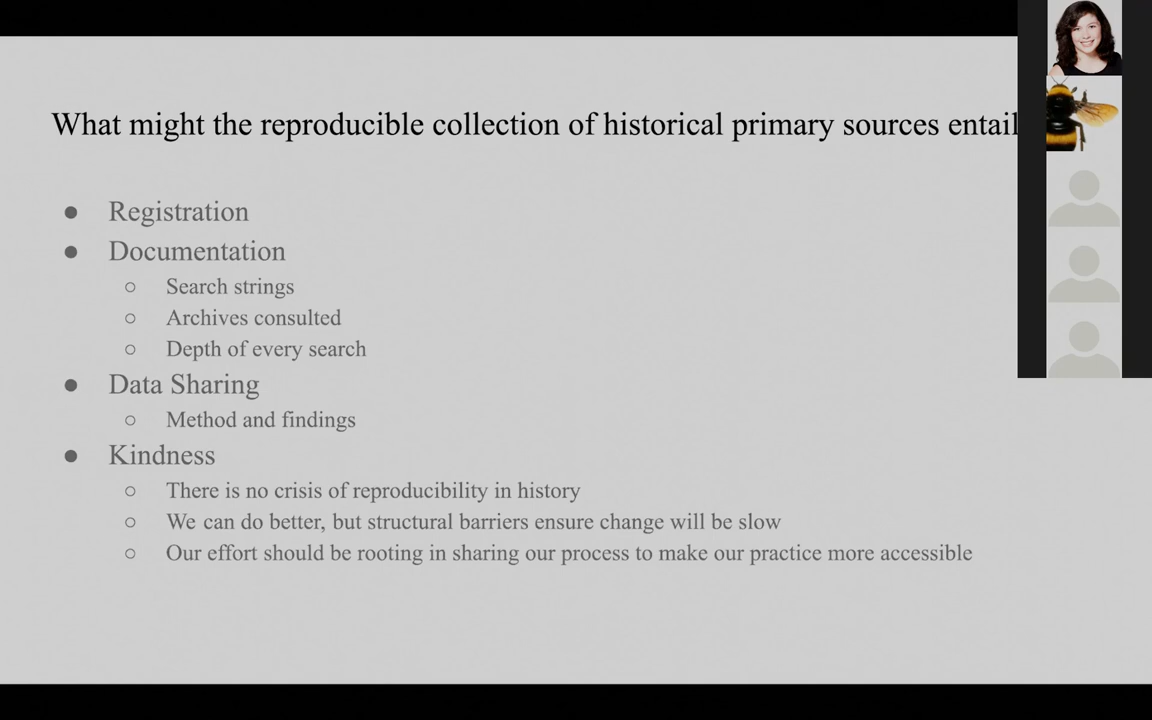 What might the reproducible collection of historical primary sources entail
● Registration
● Documentation
○ Search strings
○ Archives consulted
○ Depth of every search
● Data Sharing
○ Method and findings
● Kindness
○ There is no crisis of reproducibility in history
○ We can do better, but structural barriers ensure change will be slow
○ Our effort should be rooting in sharing our process to make our practice more accessible